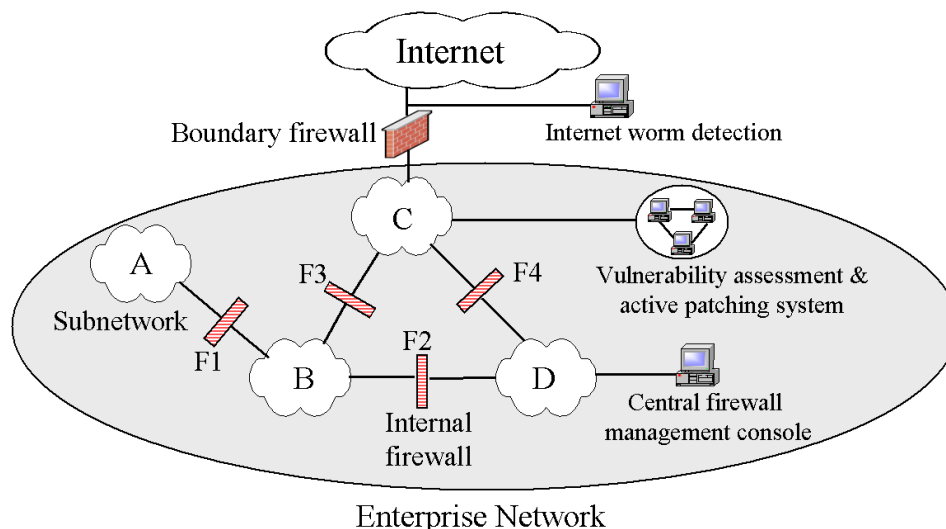 Internet
Boundary firewall
Internet worm detection
C
A
F3
F4
Vulnerability assessment &
active patching system
Subnetwork
F1
B
F2
D
Internal
firewall
Central firewall
management console
Enterprise Network